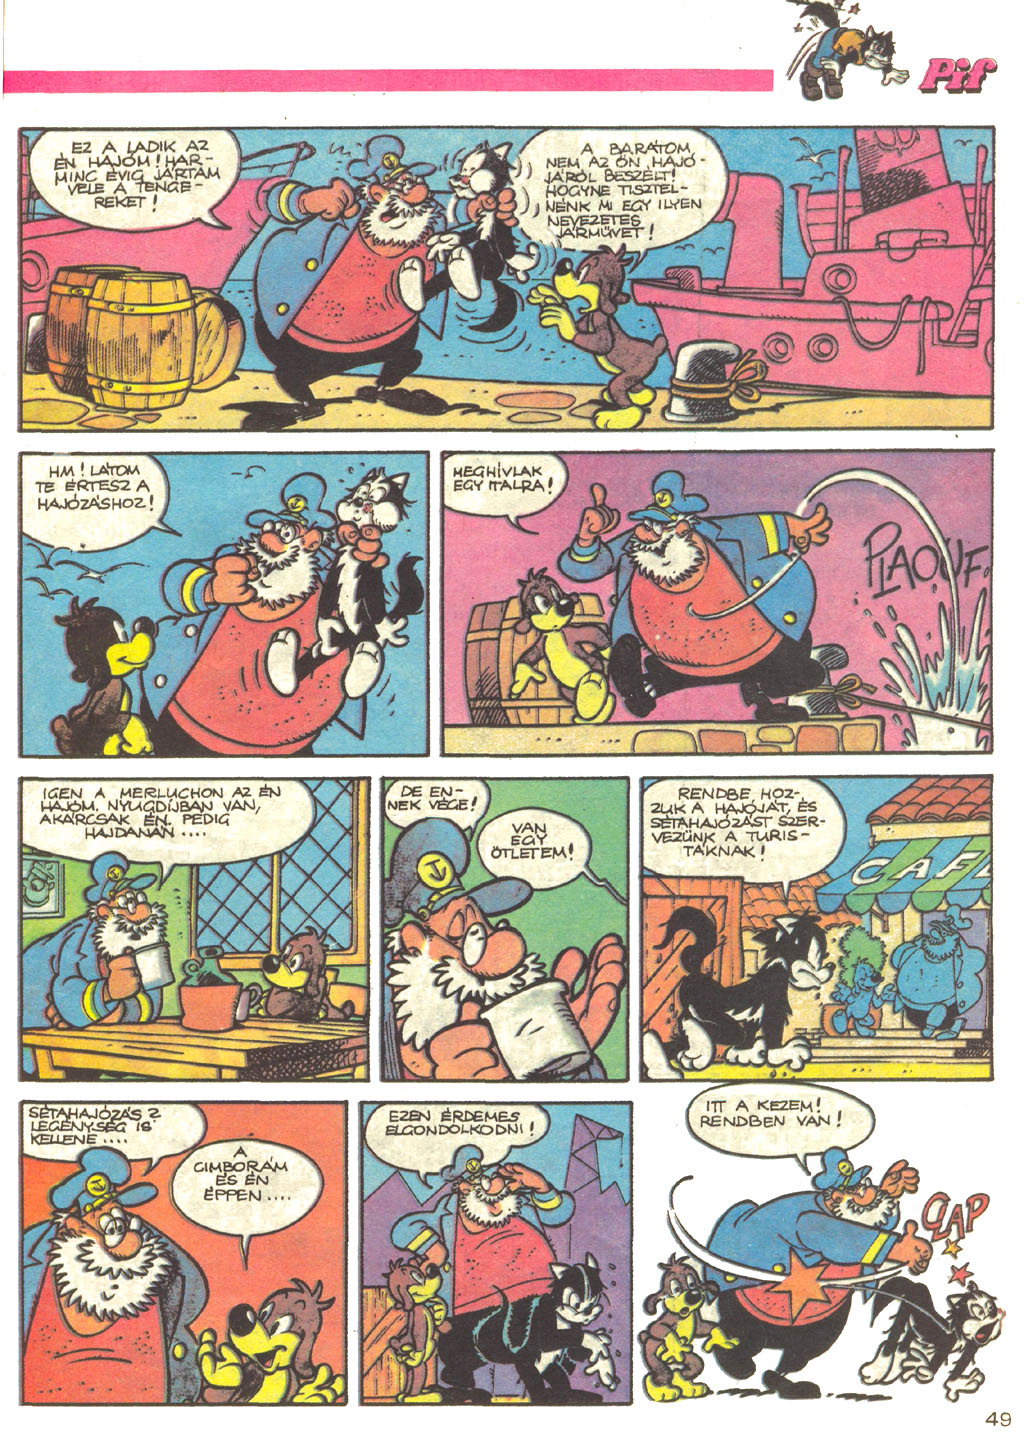 Pif
EZ A LADIK AZ
ÉN HAJÓM! HAR-
MINC ÉVIG JÁRTAM
VELE A TENGE-
REKET!
A BARÁTOM,
NEM AZ ÖN HAJÓ-
JÁRÓL BESZÉLT!
HOGYNE TISZTEL-
NÉNK MI EGY ILYEN
NEVEZETES
JÁRMŰVET!
HM! LÁTOM
TE ÉRTESZ A
HAJÓZÁSHOZ!
MEGHÍVLAK
EGY ITALRA!
PLAOUF
IGEN A MERLUCHON AZ ÉN
HAJÓM, NYUGDÍJBAN VAN,
AKÁRCSAK ÉN. PEDIG
HAJDANÁN....
DE EN-
NEK VÉGE!
VAN
EGY
ÖTLETEM!
RENDBE HOZ-
ZUK A HAJÓJÁT, ÉS
SÉTAHAJÓZÁST SZER-
VEZÜNK A TURIS-
TÁKNAK!
CAFE
SÉTAHAJÓZÁS?
LEGÉNYSÉG IS
KELLENE....
A
CIMBORÁM
ÉS ÉN
ÉPPEN....
EZEN ÉRDEMES
ELGONDOLKODNI!
ITT A KEZEM!
RENDBEN VAN!
CLAP
49